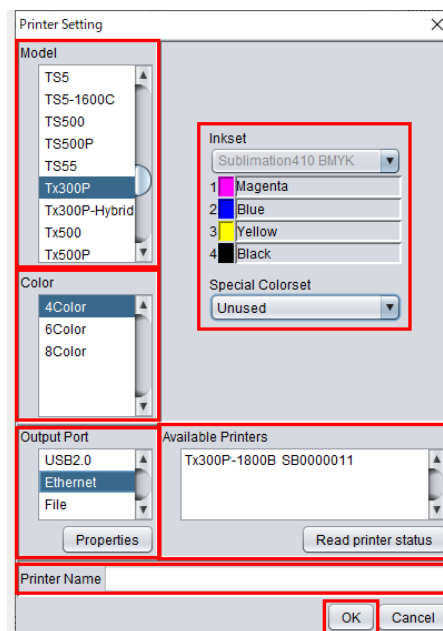 Printer Setting
Model
TS5
TS5-1600C
TS500
TS500P
TS55
Tx300P
Tx300P-Hybrid
Tx500
Tx500P
Inkset
Sublimation410 BMYK
1 Magenta
2 Blue
3 Yellow
4 Black
Special Colorset
Unused
Color
4Color
6Color
8Color
Output Port
USB2.0
Ethernet
File
Properties
Available Printers
Tx300P-1800B SB0000011
Read printer status
Printer Name
OK
Cancel